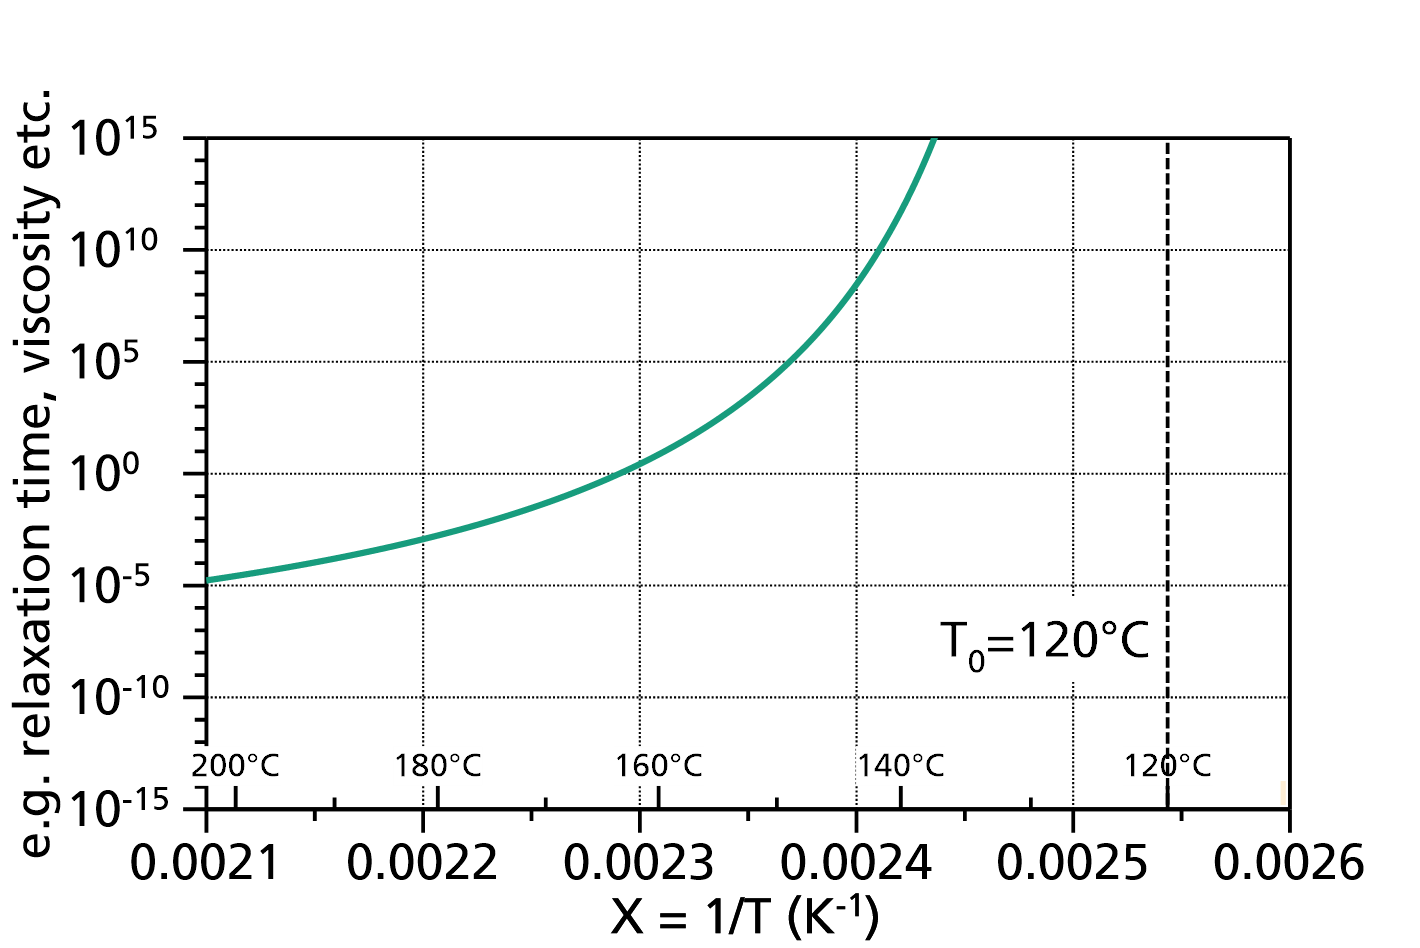 e.g. relaxation time, viscosity etc.
10¹⁵
10¹⁰
10⁵
10⁰
10⁻⁵
10⁻¹⁰
10⁻¹⁵
T₀=120°C
200°C 180°C 160°C 140°C 120°C
0.0021 0.0022 0.0023 0.0024 0.0025 0.0026
X = 1/T (K⁻¹)